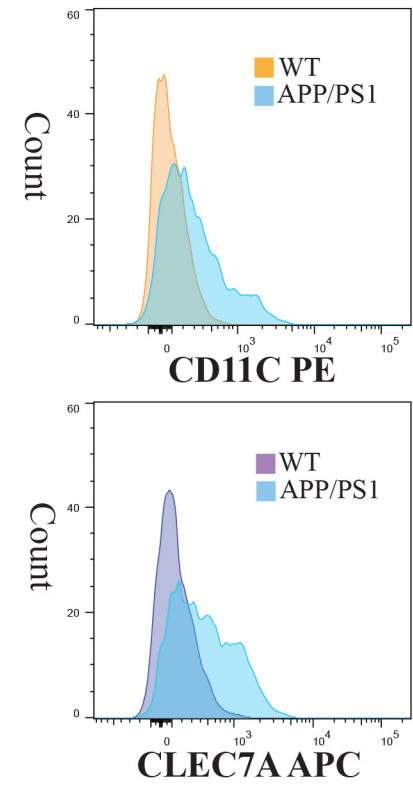 60
40
20
0
Count
WT
APP/PS1
0 10³ 10⁴ 10⁵
CD11C PE
60
40
20
0
Count
WT
APP/PS1
0 10³ 10⁴ 10⁵
CLEC7A APC